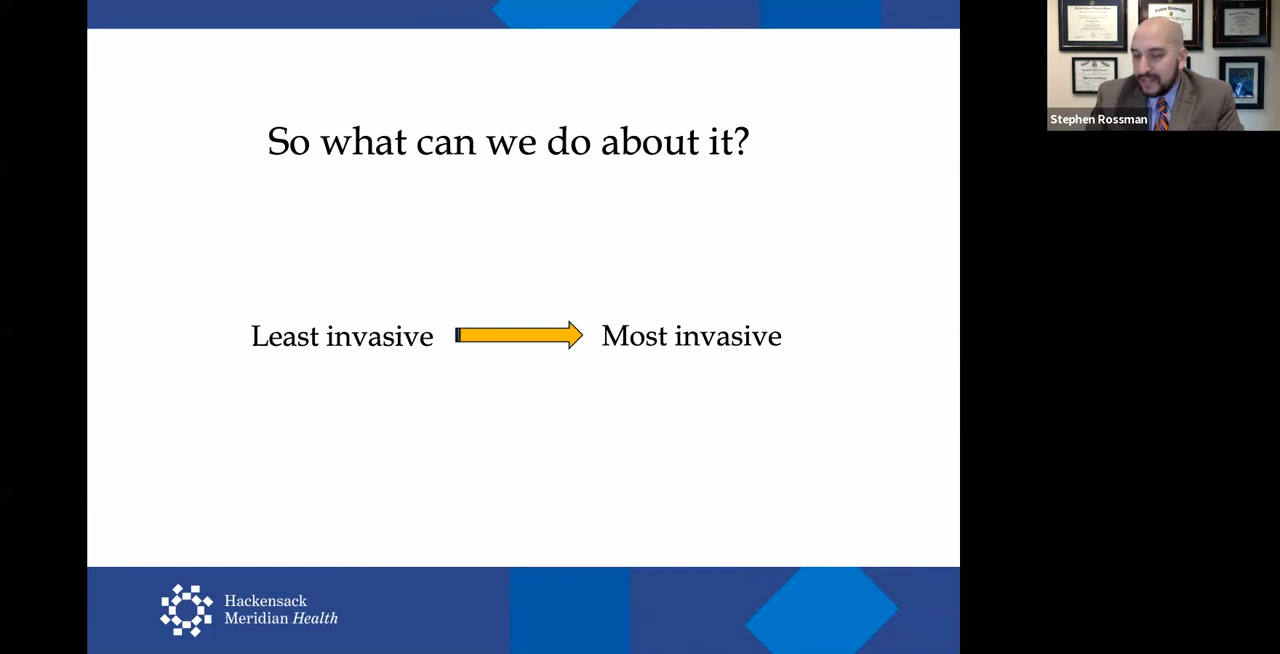 So what can we do about it?
Least invasive
Most invasive
Hackensack
Meridian Health
Stephen Rossman